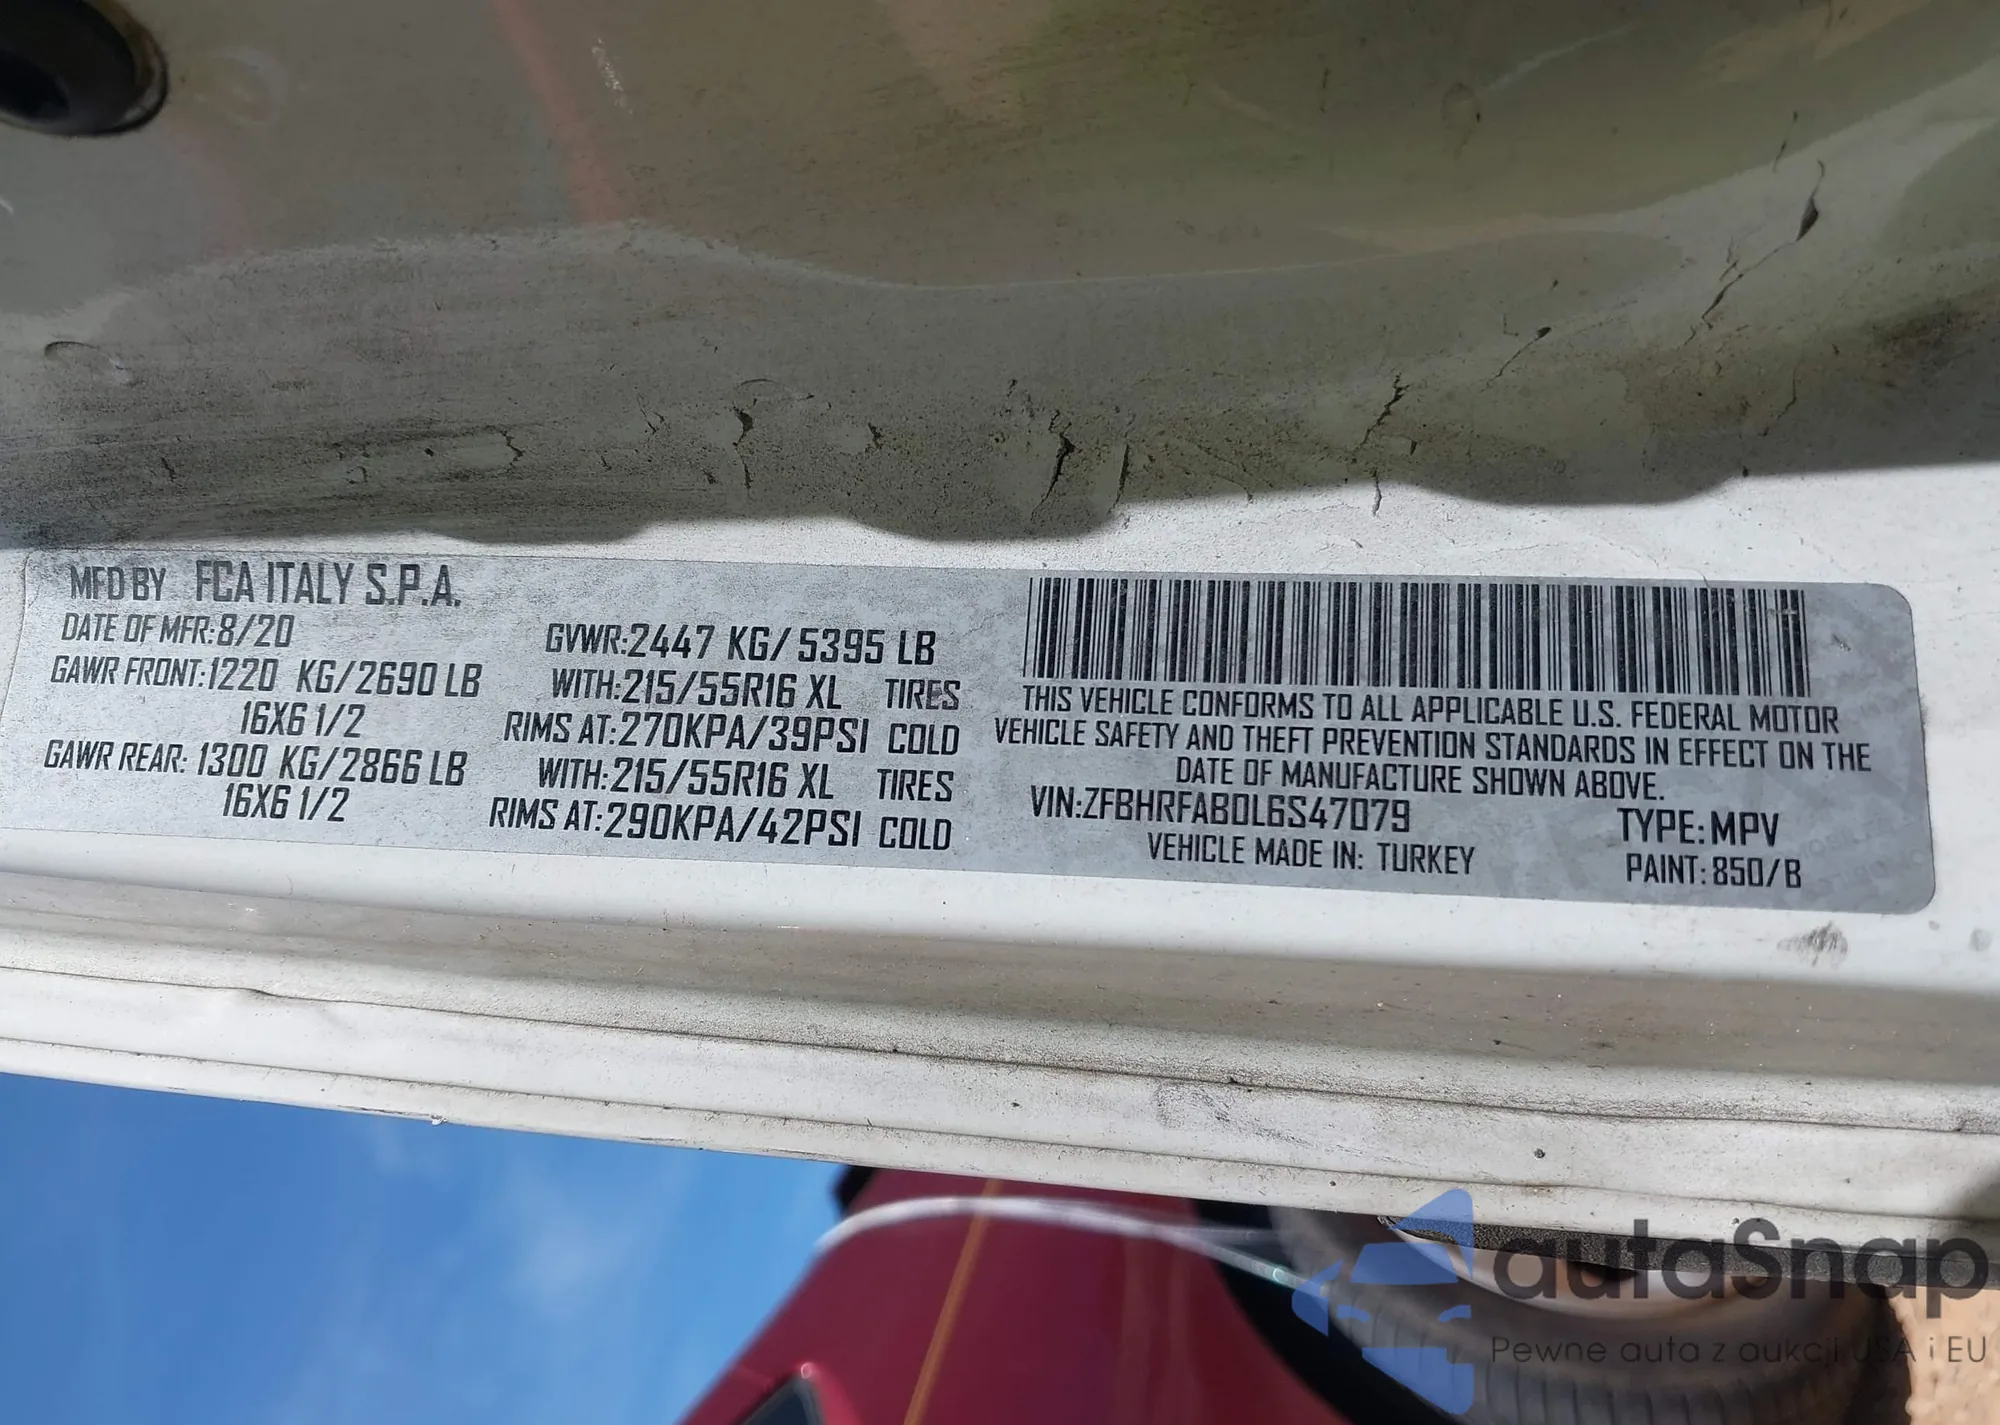 MFD BY FCA ITALY S.P.A.
DATE OF MFR: 8/20
GAWR FRONT: 1220 KG/2690 LB
16X6 1/2
GAWR REAR: 1300 KG/2866 LB
16X6 1/2
GVWR: 2447 KG/ 5395 LB
WITH: 215/55R16 XL TIRES
RIMS AT: 270KPA/39PSI COLD
WITH: 215/55R16 XL TIRES
RIMS AT: 290KPA/42PSI COLD
THIS VEHICLE CONFORMS TO ALL APPLICABLE U.S. FEDERAL MOTOR
VEHICLE SAFETY AND THEFT PREVENTION STANDARDS IN EFFECT ON THE
DATE OF MANUFACTURE SHOWN ABOVE.
VIN: ZFBHRFAB0L6S47079
TYPE: MPV
VEHICLE MADE IN: TURKEY
PAINT: 850/B
autaSnap
Pewne auta z aukcji USA i EU